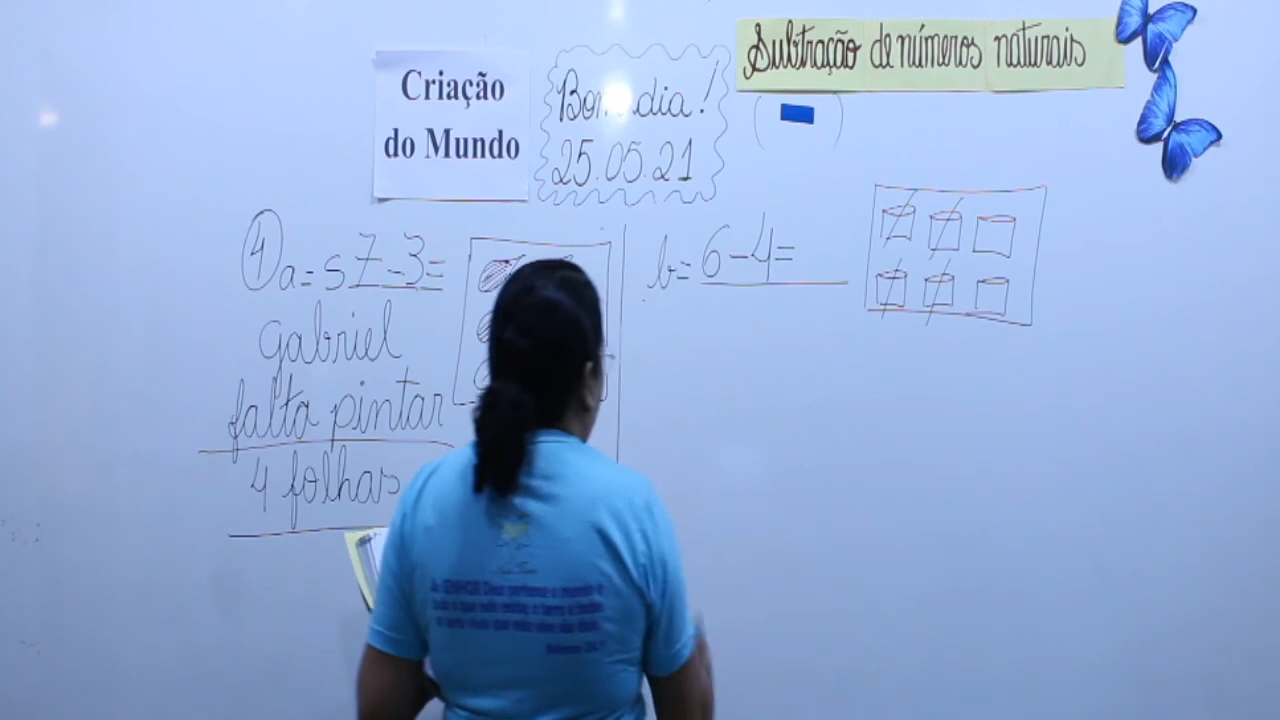 Criação
do Mundo
Bom dia!
25.05.21
Subtração de números naturais
(-)
1 a= s 7-3=
Gabriel
falta pintar
4 folhas
b= 6-4=